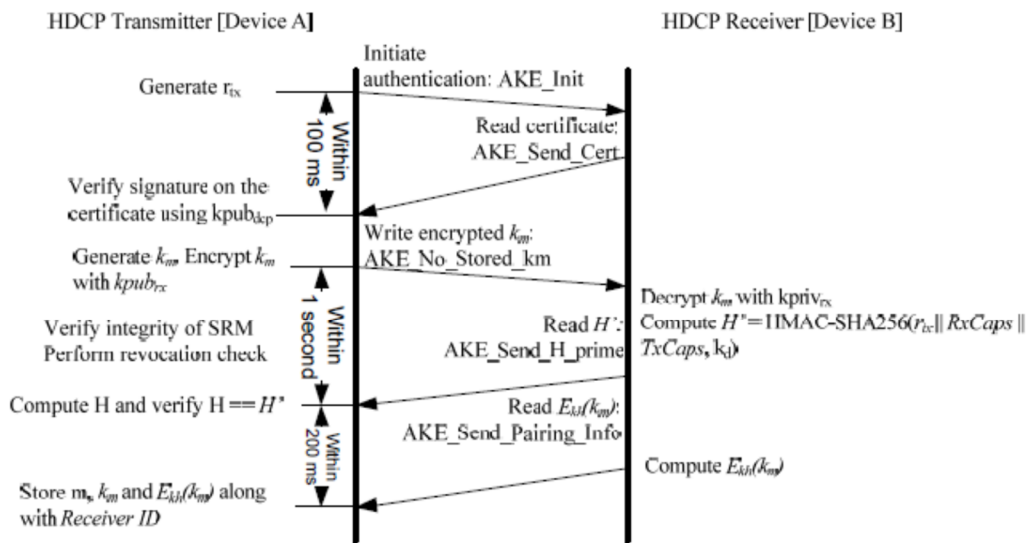 HDCP Transmitter [Device A]
HDCP Receiver [Device B]
Initiate
authentication: AKE_Init
Generate rtx
Within
100 ms
Read certificate:
AKE_Send_Cert
Verify signature on the
certificate using kpubdcp
Write encrypted km:
AKE_No_Stored_km
Generate km, Encrypt km
with kpubrx
Decrypt km with kprivrx
Compute H' = HMAC-SHA256(rtx || RxCaps ||
TxCaps, kd)
Within
1 second
Verify integrity of SRM
Perform revocation check
Read H':
AKE_Send_H_prime
Compute H and verify H == H'
Read Ekh(km):
AKE_Send_Pairing_Info
Within
200 ms
Compute Ekh(km)
Store m, km and Ekh(km) along
with Receiver ID